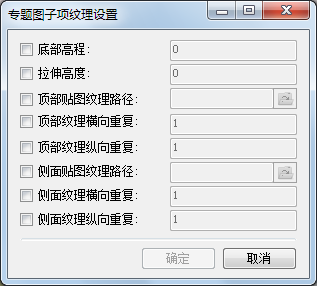 专题图子项纹理设置
底部高程： 0
拉伸高度： 0
顶部贴图纹理路径：
顶部纹理横向重复： 1
顶部纹理纵向重复： 1
侧面贴图纹理路径：
侧面纹理横向重复： 1
侧面纹理纵向重复： 1
确定 取消